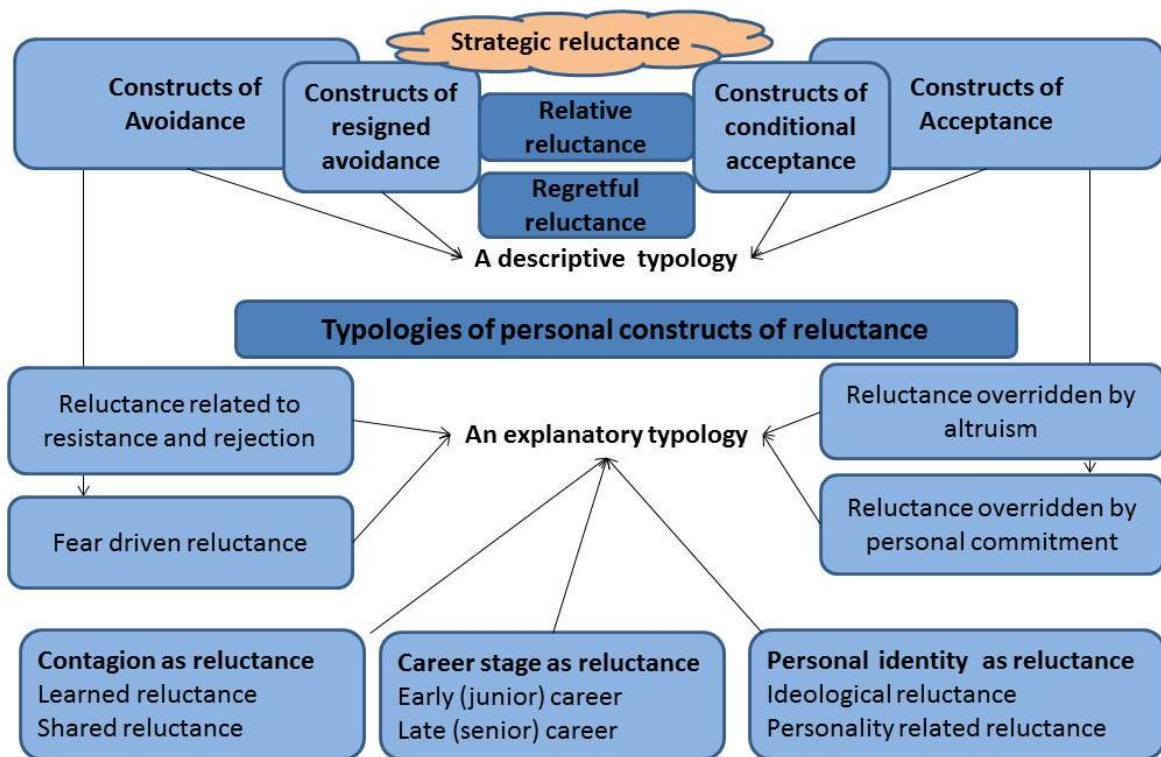 Strategic reluctance
Constructs of
Avoidance
Constructs of
resigned
avoidance
Relative
reluctance
Regretful
reluctance
Constructs of
conditional
acceptance
Constructs of
Acceptance
A descriptive typology
Typologies of personal constructs of reluctance
Reluctance related to
resistance and rejection
An explanatory typology
Reluctance overridden by
altruism
Fear driven reluctance
Reluctance overridden by
personal commitment
Contagion as reluctance
Learned reluctance
Shared reluctance
Career stage as reluctance
Early (junior) career
Late (senior) career
Personal identity as reluctance
Ideological reluctance
Personality related reluctance